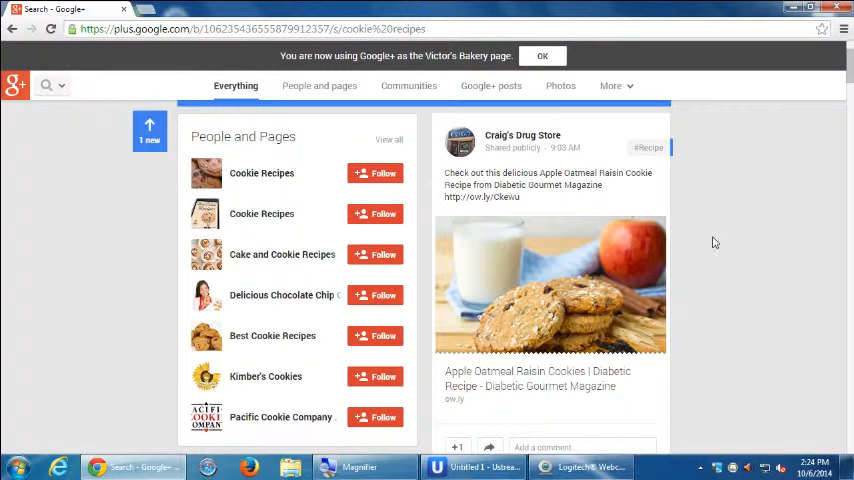 Search - Google+
https://plus.google.com/b/106235436555879912357/s/cookie%20recipes
You are now using Google+ as the Victor's Bakery page.
OK
g+
Everything
People and pages
Communities
Google+ posts
Photos
More
1 new
People and Pages
View all
Cookie Recipes
Follow
Cookie Recipes
Follow
Cake and Cookie Recipes
Follow
Delicious Chocolate Chip C
Follow
Best Cookie Recipes
Follow
Kimber's Cookies
Follow
Pacific Cookie Company .
Follow
Craig's Drug Store
Shared publicly - 9:03 AM
#Recipe
Check out this delicious Apple Oatmeal Raisin Cookie
Recipe from Diabetic Gourmet Magazine
http://ow.ly/Ckewu
Apple Oatmeal Raisin Cookies | Diabetic
Recipe - Diabetic Gourmet Magazine
ow.ly
+1
Add a comment...
Search - Google+ ...
Magnifier
Untitled 1 - Ustrea...
Logitech® Webc...
2:24 PM
10/6/2014